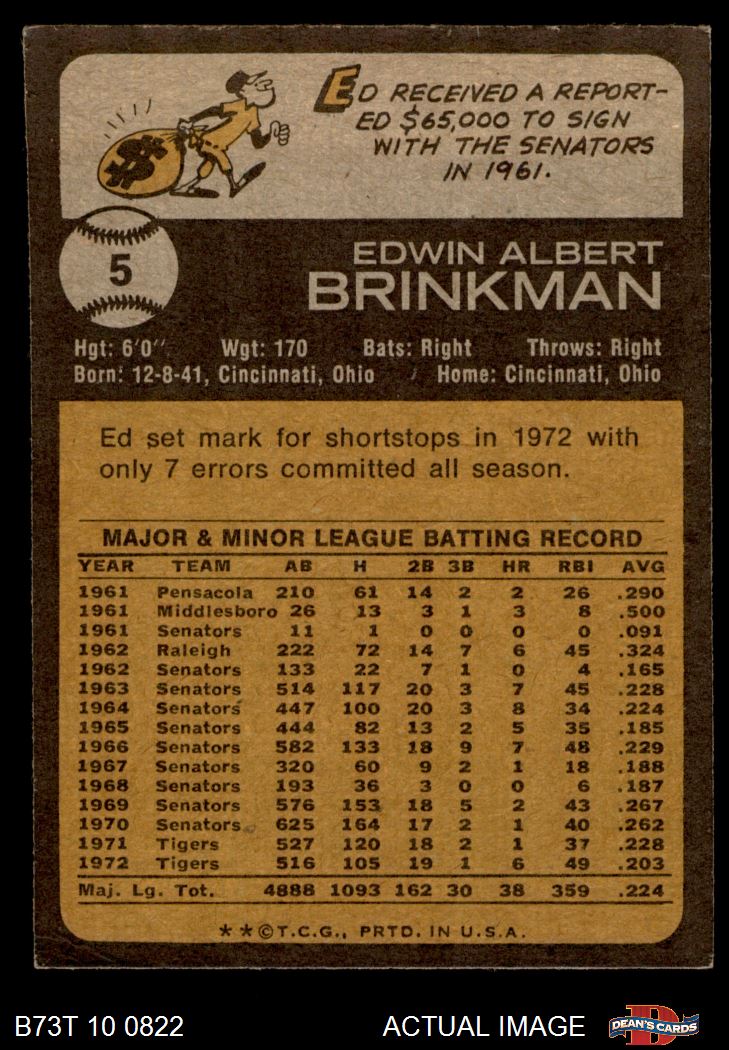 ED RECEIVED A REPORT-
ED $65,000 TO SIGN
WITH THE SENATORS
IN 1961.
$
5
EDWIN ALBERT
BRINKMAN
Hgt: 6'0" Wgt: 170 Bats: Right Throws: Right
Born: 12-8-41, Cincinnati, Ohio Home: Cincinnati, Ohio
Ed set mark for shortstops in 1972 with
only 7 errors committed all season.
MAJOR & MINOR LEAGUE BATTING RECORD
YEAR TEAM AB H 2B 3B HR RBI AVG
1961 Pensacola 210 61 14 2 2 26 .290
1961 Middlesboro 26 13 3 1 3 8 .500
1961 Senators 11 1 0 0 0 0 .091
1962 Raleigh 222 72 14 7 6 45 .324
1962 Senators 133 22 7 1 0 4 .165
1963 Senators 514 117 20 3 7 45 .228
1964 Senators 447 100 20 3 8 34 .224
1965 Senators 444 82 13 2 5 35 .185
1966 Senators 582 133 18 9 7 48 .229
1967 Senators 320 60 9 2 1 18 .188
1968 Senators 193 36 3 0 0 6 .187
1969 Senators 576 153 18 5 2 43 .267
1970 Senators 625 164 17 2 1 40 .262
1971 Tigers 527 120 18 2 1 37 .228
1972 Tigers 516 105 19 1 6 49 .203
Maj. Lg. Tot. 4888 1093 162 30 38 359 .224
**©T.C.G., PRTD. IN U.S.A.
B73T 10 0822 ACTUAL IMAGE
D
DEAN'S CARDS